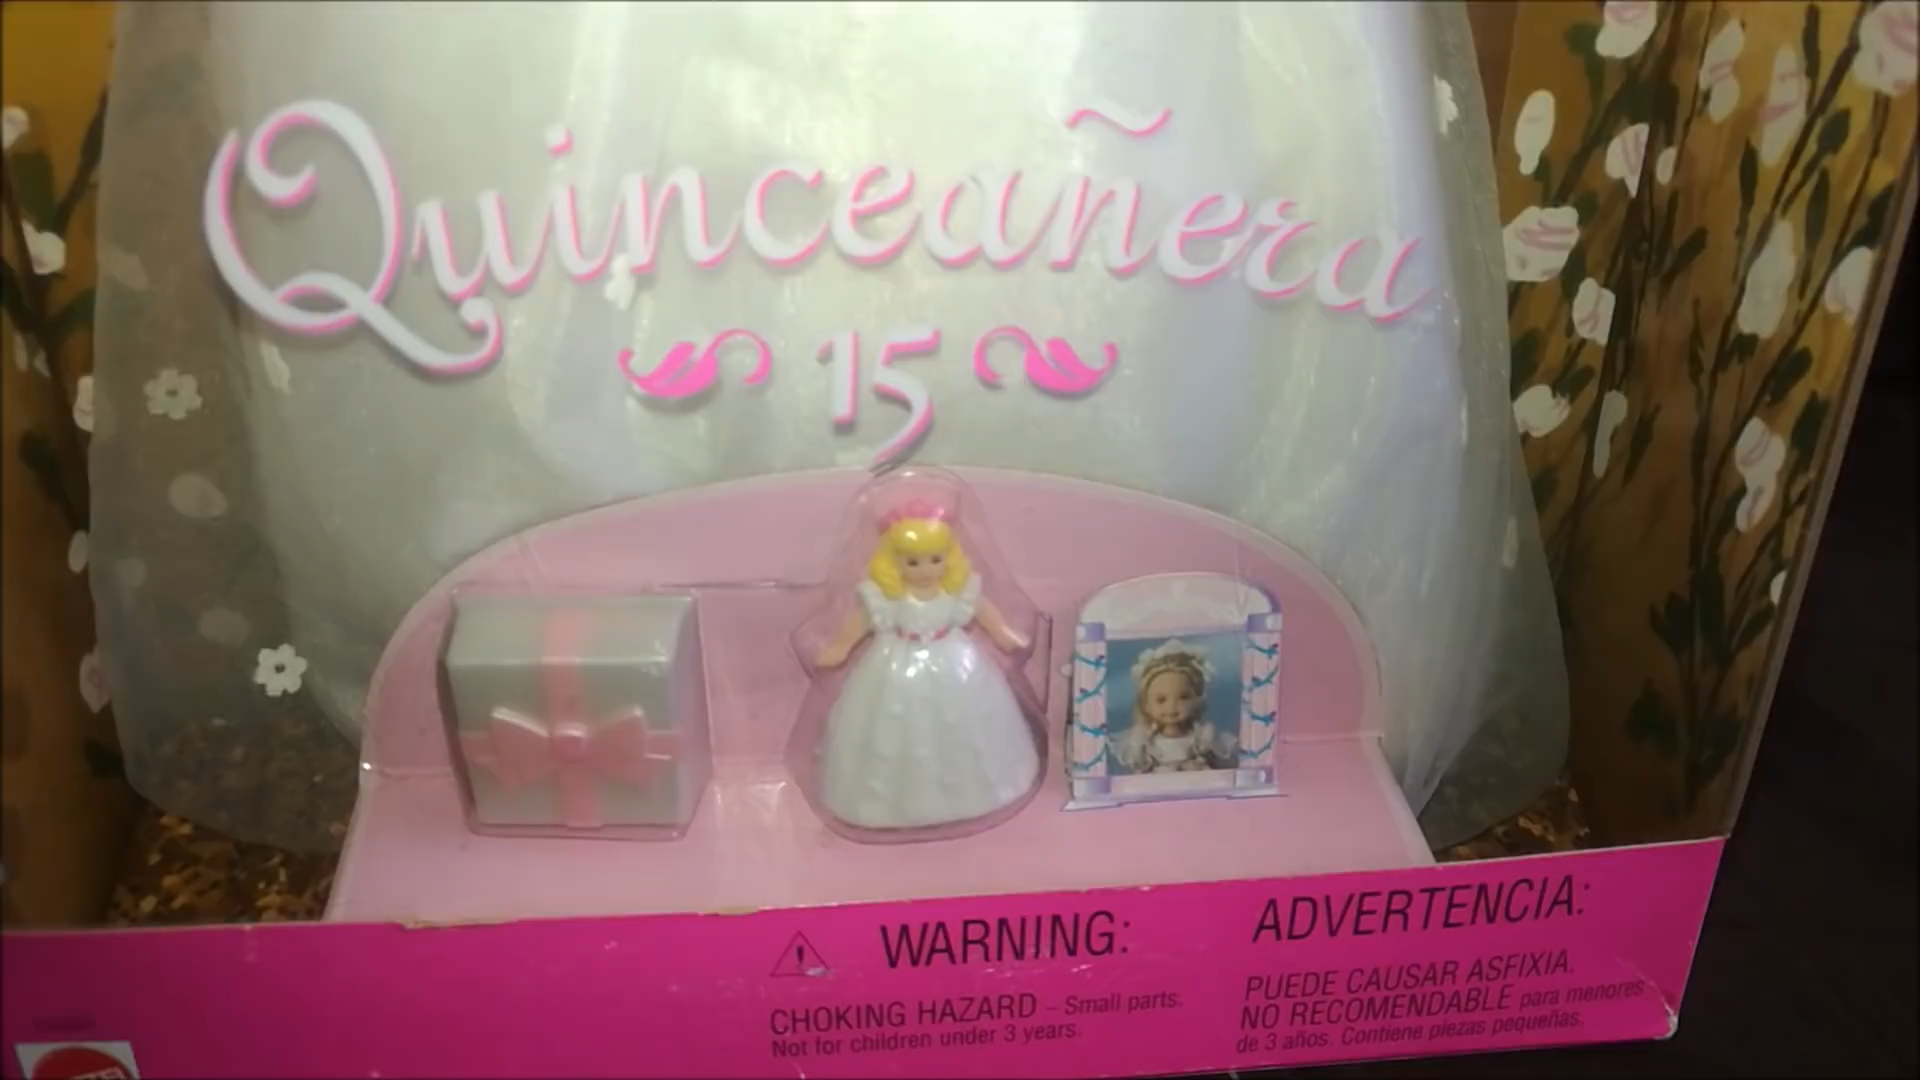 Quinceañera
15
WARNING:
CHOKING HAZARD – Small parts.
Not for children under 3 years.
ADVERTENCIA:
PUEDE CAUSAR ASFIXIA.
NO RECOMENDABLE para menores
de 3 años. Contiene piezas pequeñas.